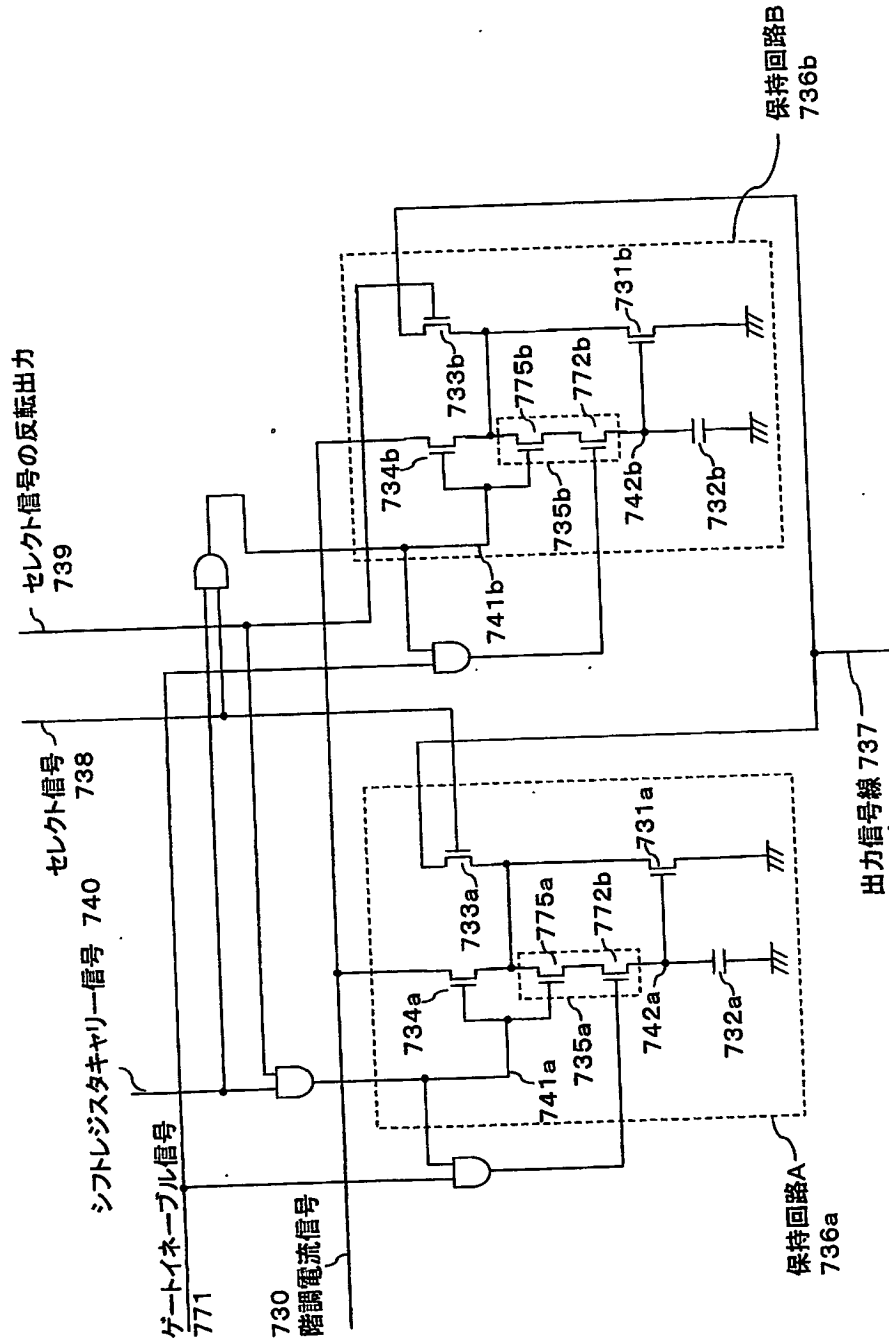 セレクト信号の反転出力
739
セレクト信号
738
シフトレジスタキャリー信号 740
ゲートイネーブル信号
771
730
階調電流信号
保持回路B
736b
733b
734b
775b
772b
731b
735b
741b
742b
732b
733a
734a
775a
772b
731a
735a
741a
742a
732a
保持回路A
736a
出力信号線 737